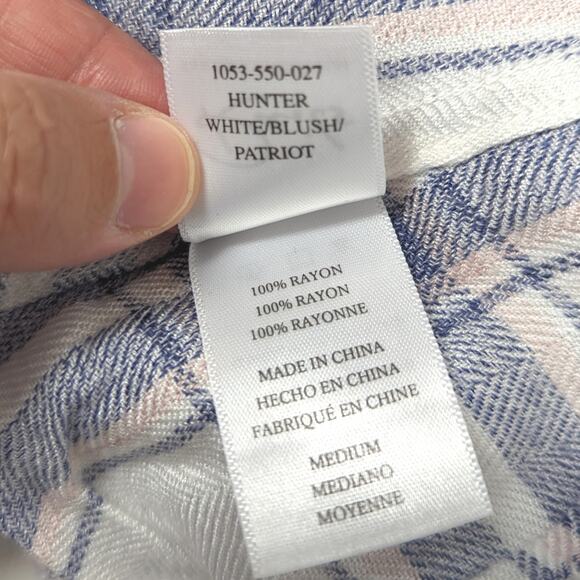 1053-550-027
HUNTER
WHITE/BLUSH/
PATRIOT
100% RAYON
100% RAYON
100% RAYONNE
MADE IN CHINA
HECHO EN CHINA
FABRIQUÉ EN CHINE
MEDIUM
MEDIANO
MOYENNE